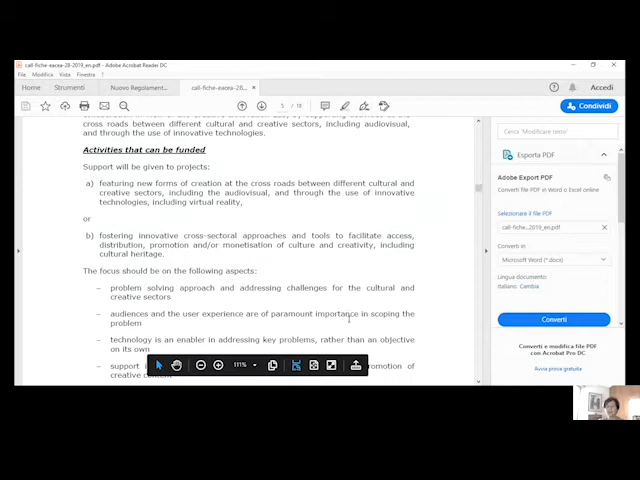 call-fiche-eacea-28-2019_en.pdf - Adobe Acrobat Reader DC
File Modifica Vista Finestra ?
Home Strumenti Nuovo Regolament... call-fiche-eacea-28-... × Accedi
5 / 18 Condividi
cross roads between different cultural and creative sectors, including audiovisual,
and through the use of innovative technologies.
Activities that can be funded
Support will be given to projects:
a) featuring new forms of creation at the cross roads between different cultural and
creative sectors, including the audiovisual, and through the use of innovative
technologies, including virtual reality,
or
b) fostering innovative cross-sectoral approaches and tools to facilitate access,
distribution, promotion and/or monetisation of culture and creativity, including
cultural heritage.
The focus should be on the following aspects:
– problem solving approach and addressing challenges for the cultural and
creative sectors
– audiences and the user experience are of paramount importance in scoping the
problem
– technology is an enabler in addressing key problems, rather than an objective
on its own
– support i
romotion of
creative
111%
Cerca 'Modificare testo'
Esporta PDF
Adobe Export PDF
Converti file PDF in Word o Excel online
Selezionare il file PDF
call-fiche...2019_en.pdf ×
Converti in
Microsoft Word (*.docx)
Lingua documento:
Italiano Cambia
Converti
Converti e modifica file PDF
con Acrobat Pro DC
Avvia prova gratuita